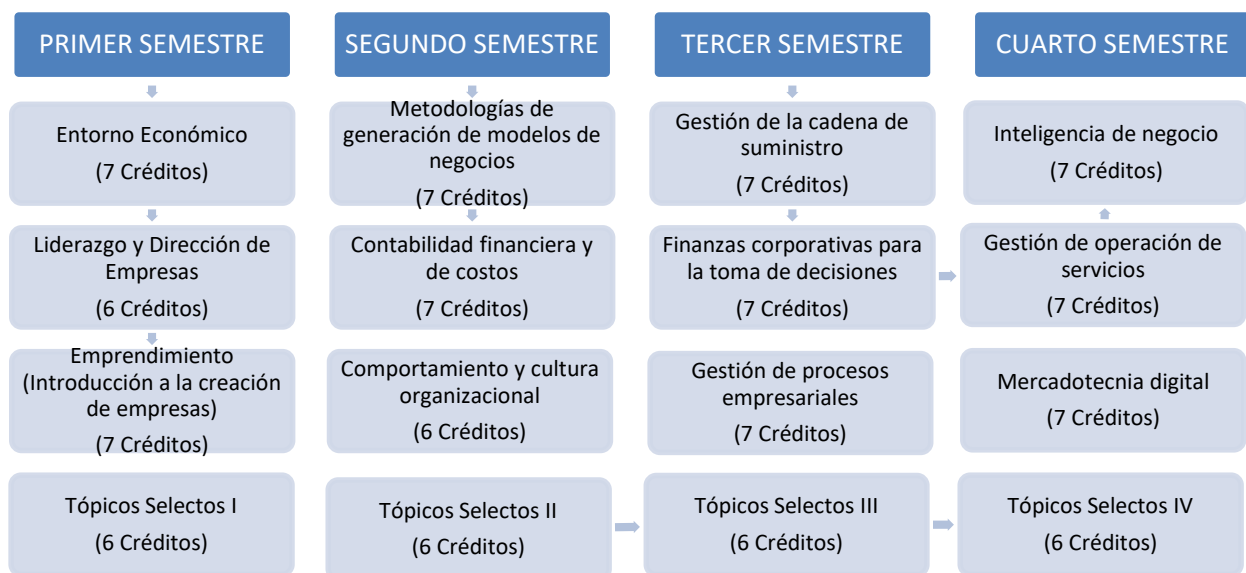 PRIMER SEMESTRE
Entorno Económico
(7 Créditos)
Liderazgo y Dirección de
Empresas
(6 Créditos)
Emprendimiento
(Introducción a la creación
de empresas)
(7 Créditos)
Tópicos Selectos I
(6 Créditos)
SEGUNDO SEMESTRE
Metodologías de
generación de modelos de
negocios
(7 Créditos)
Contabilidad financiera y
de costos
(7 Créditos)
Comportamiento y cultura
organizacional
(6 Créditos)
Tópicos Selectos II
(6 Créditos)
TERCER SEMESTRE
Gestión de la cadena de
suministro
(7 Créditos)
Finanzas corporativas para
la toma de decisiones
(7 Créditos)
Gestión de procesos
empresariales
(7 Créditos)
Tópicos Selectos III
(6 Créditos)
CUARTO SEMESTRE
Inteligencia de negocio
(7 Créditos)
Gestión de operación de
servicios
(7 Créditos)
Mercadotecnia digital
(7 Créditos)
Tópicos Selectos IV
(6 Créditos)